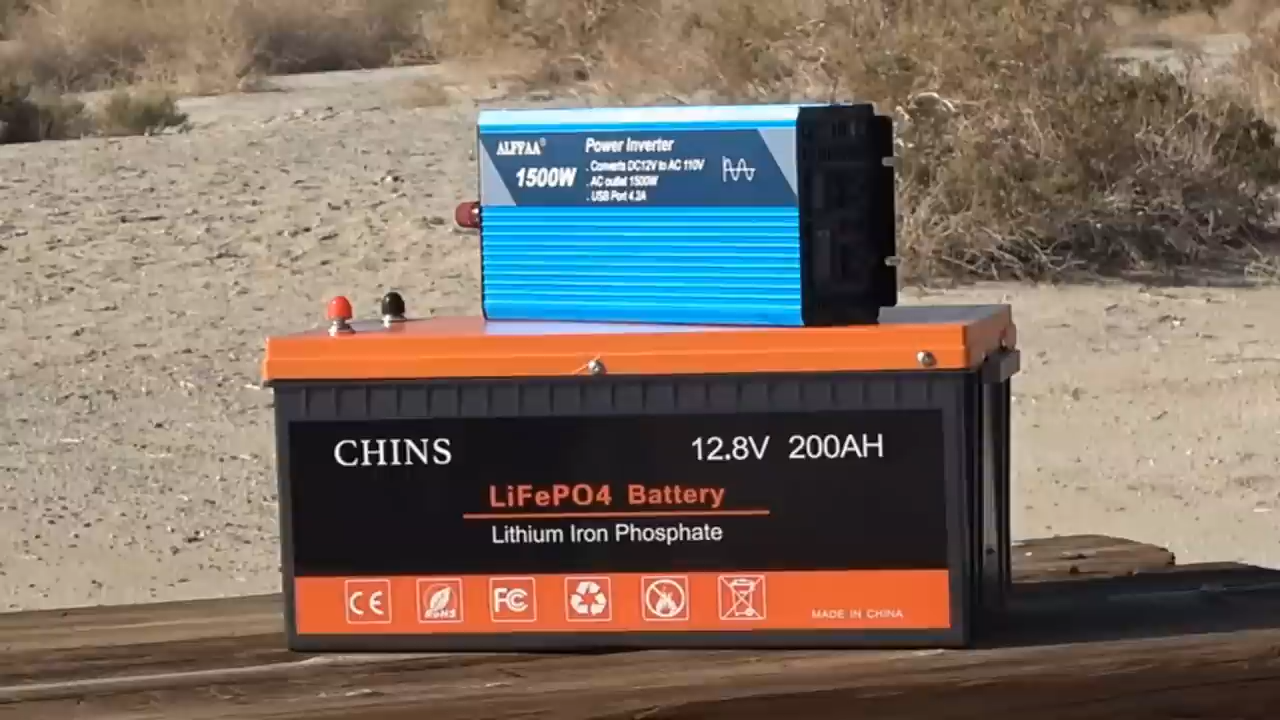 ALFFAA®
Power Inverter
1500W
. Converts DC12V to AC 110V
. AC outlet 1500W
. USB Port 4.2A
CHINS
12.8V 200AH
LiFePO4 Battery
Lithium Iron Phosphate
CE
RoHS
FC
MADE IN CHINA